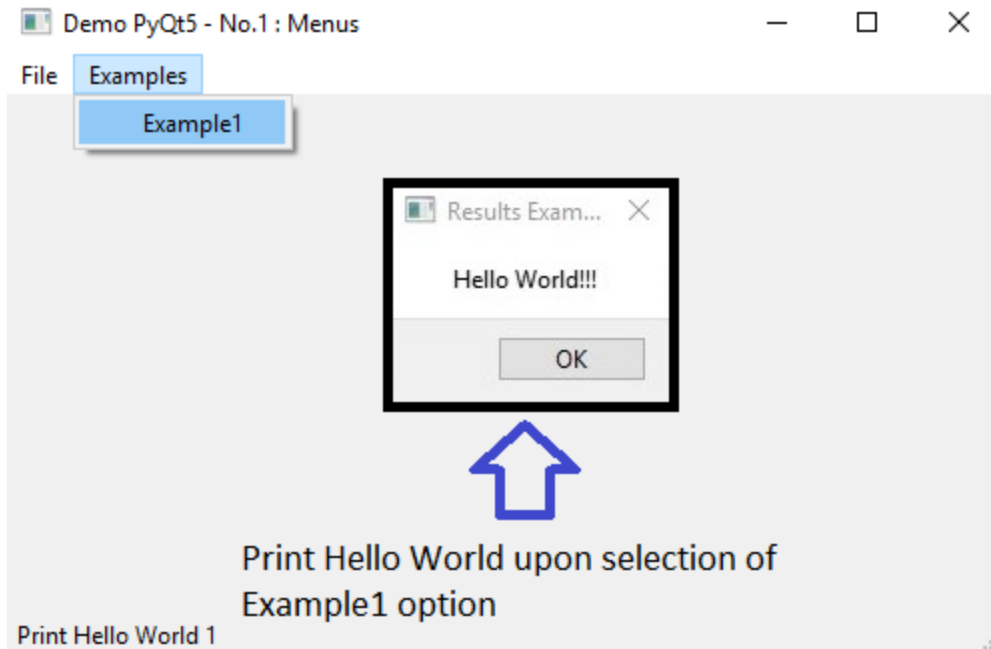 Demo PyQt5 - No.1 : Menus
File Examples
Example1
Results Exam...
Hello World!!!
OK
Print Hello World upon selection of
Example1 option
Print Hello World 1